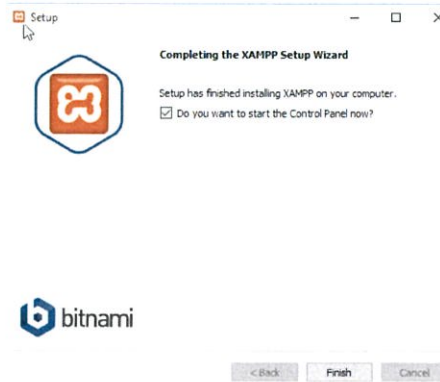 Setup
Completing the XAMPP Setup Wizard
Setup has finished installing XAMPP on your computer.
Do you want to start the Control Panel now?
bitnami
< Back
Finish
Cancel